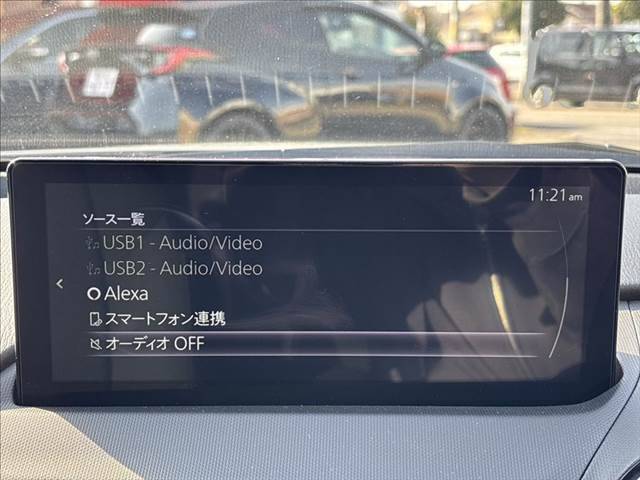 11:21 am
ソース一覧
USB1 - Audio/Video
USB2 - Audio/Video
Alexa
スマートフォン連携
オーディオ OFF